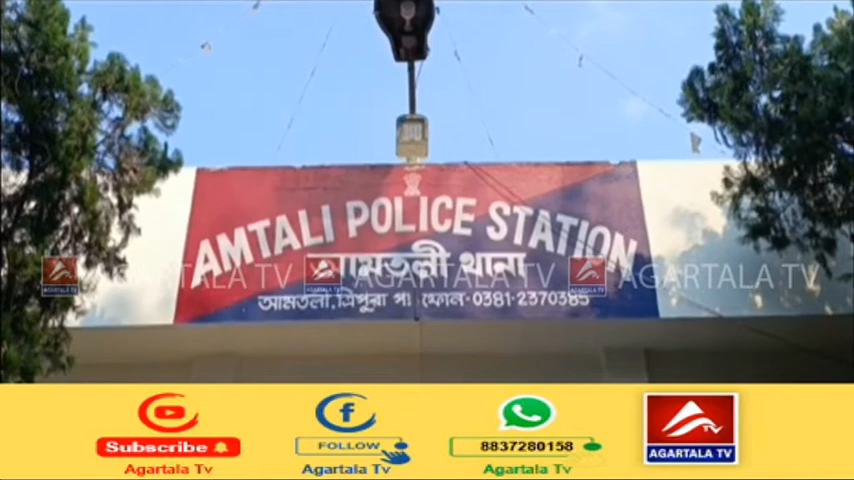 AMTALI POLICE STATION
আমতলী থানা
আমতলী, ত্রিপুরা পঃ ফোন-0381-2370385
AGARTALA TV AGARTALA TV AGARTALA TV
Subscribe
Agartala Tv
FOLLOW
Agartala Tv
8837280158
Agartala Tv
TV
AGARTALA TV